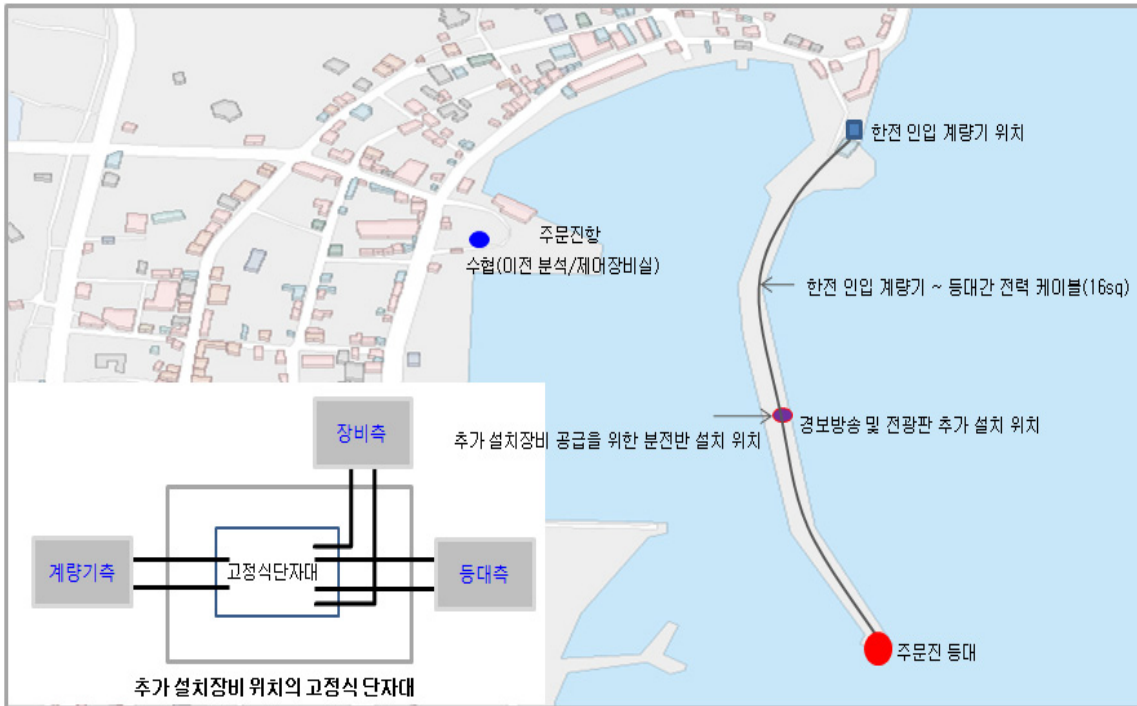 한전 인입 계량기 위치
주문진항
수협(이전 분석/제어장비실)
한전 인입 계량기 ~ 등대간 전력 케이블(16sq)
추가 설치장비 공급을 위한 분전반 설치 위치
경보방송 및 전광판 추가 설치 위치
주문진 등대
장비측
계량기측
고정식단자대
등대측
추가 설치장비 위치의 고정식 단자대